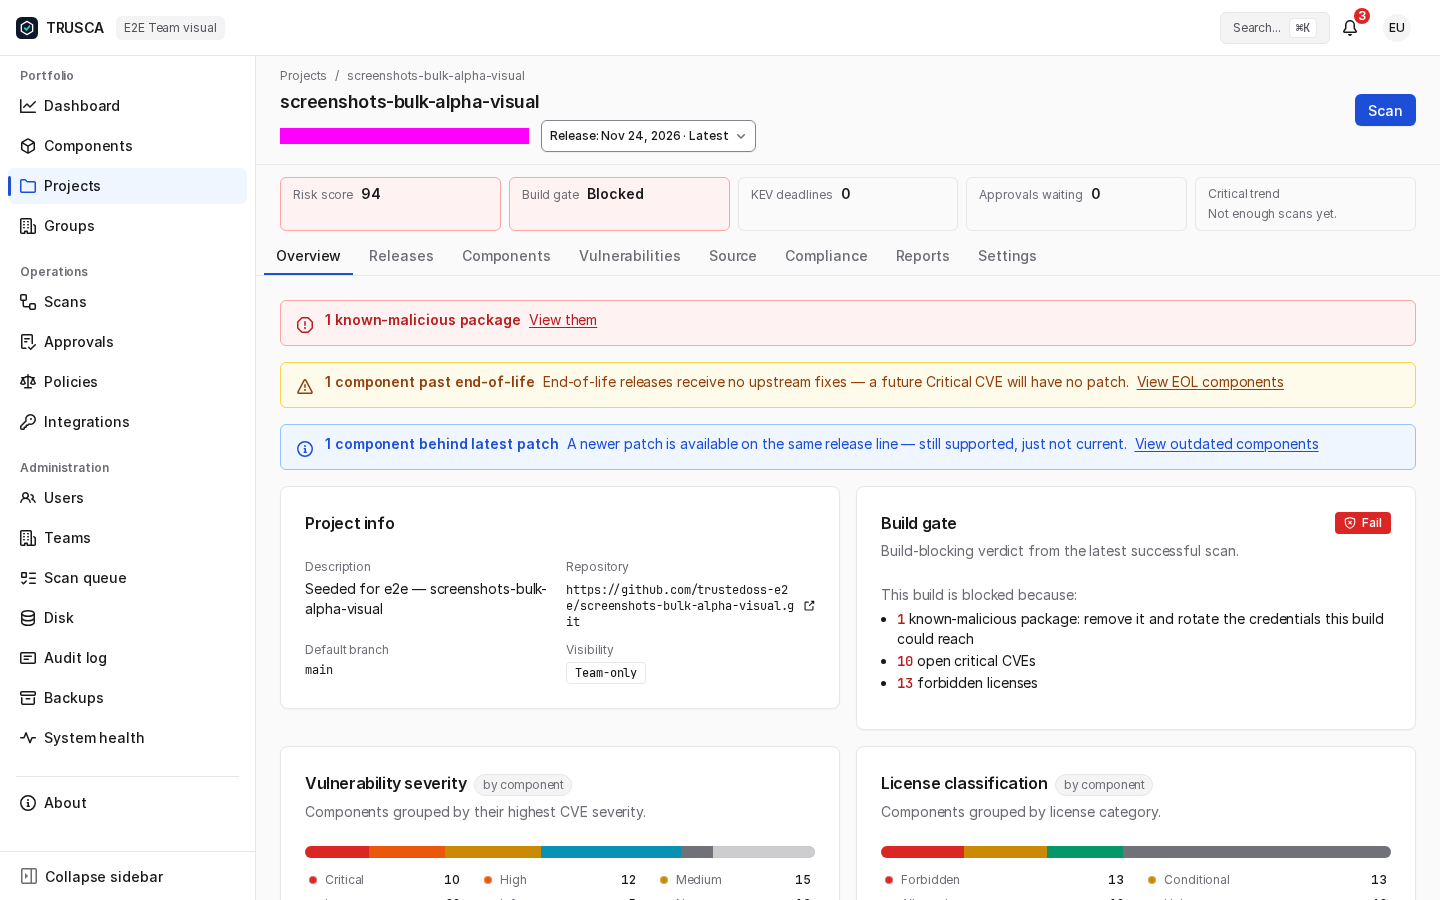 TRUSCA
E2E Team visual
Search... ⌘K
3
EU
Portfolio
Dashboard
Components
Projects
Groups
Operations
Scans
Approvals
Policies
Integrations
Administration
Users
Teams
Scan queue
Disk
Audit log
Backups
System health
About
Collapse sidebar
Projects / screenshots-bulk-alpha-visual
screenshots-bulk-alpha-visual
Release: Nov 24, 2026 · Latest
Scan
Risk score 94
Build gate Blocked
KEV deadlines 0
Approvals waiting 0
Critical trend
Not enough scans yet.
Overview
Releases
Components
Vulnerabilities
Source
Compliance
Reports
Settings
1 known-malicious package View them
1 component past end-of-life End-of-life releases receive no upstream fixes — a future Critical CVE will have no patch. View EOL components
1 component behind latest patch A newer patch is available on the same release line — still supported, just not current. View outdated components
Project info
Description
Seeded for e2e — screenshots-bulk-
alpha-visual
Repository
https://github.com/trustedoss-e2
e/screenshots-bulk-alpha-visual.g
it
Default branch
main
Visibility
Team-only
Build gate
Fail
Build-blocking verdict from the latest successful scan.
This build is blocked because:
1 known-malicious package: remove it and rotate the credentials this build
could reach
10 open critical CVEs
13 forbidden licenses
Vulnerability severity by component
Components grouped by their highest CVE severity.
Critical 10
High 12
Medium 15
License classification by component
Components grouped by license category.
Forbidden 13
Conditional 13